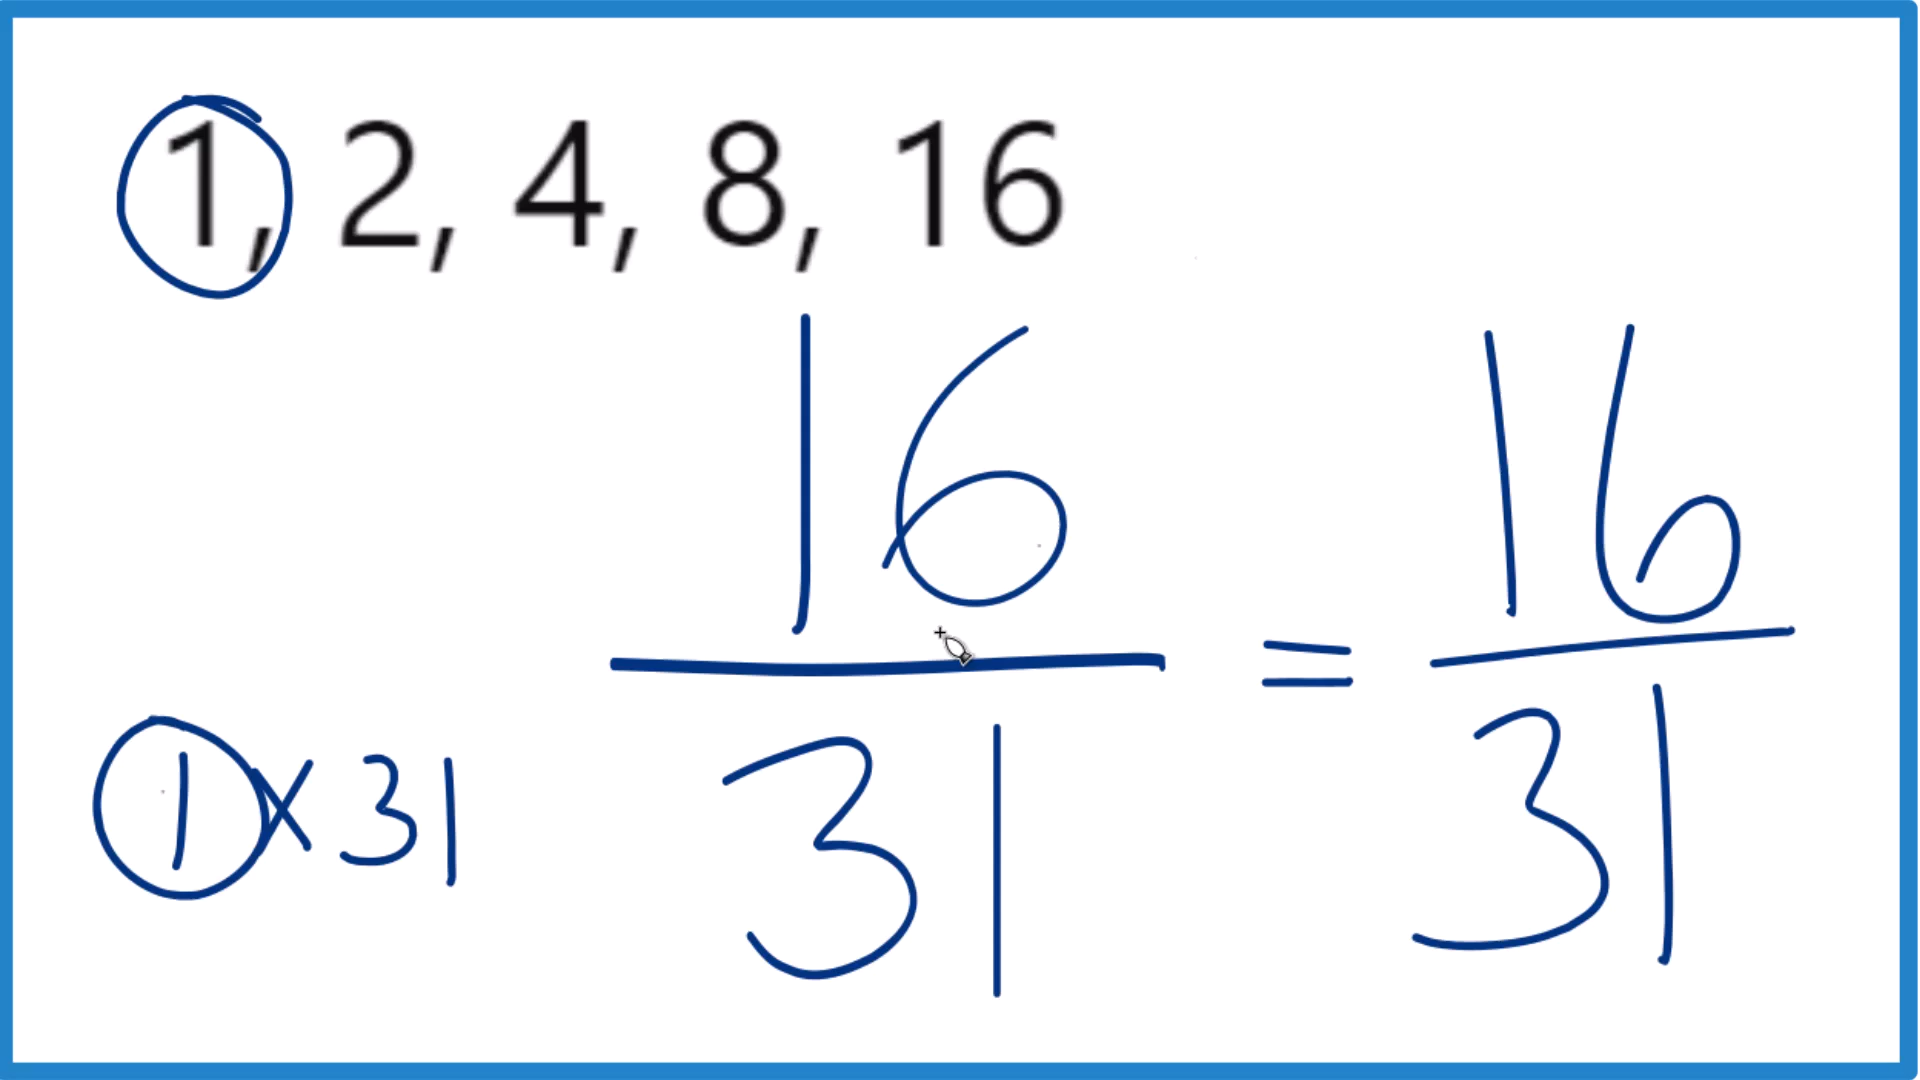 1, 2, 4, 8, 16
16 16
=
1 x 31 31 31